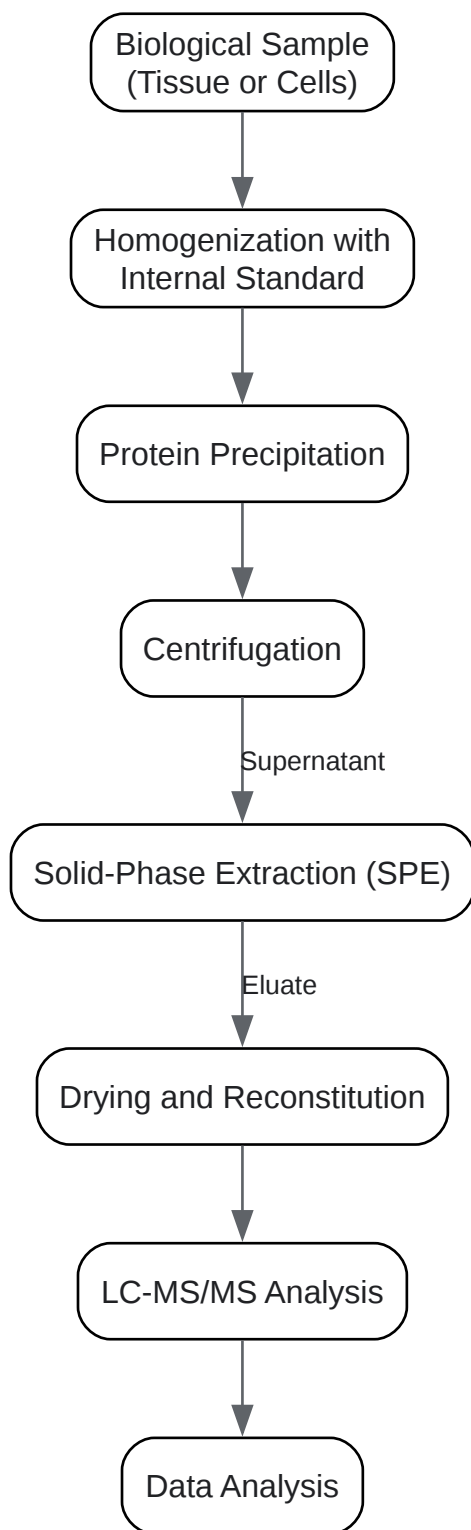 Biological Sample
(Tissue or Cells)
Homogenization with
Internal Standard
Protein Precipitation
Centrifugation
Supernatant
Solid-Phase Extraction (SPE)
Eluate
Drying and Reconstitution
LC-MS/MS Analysis
Data Analysis